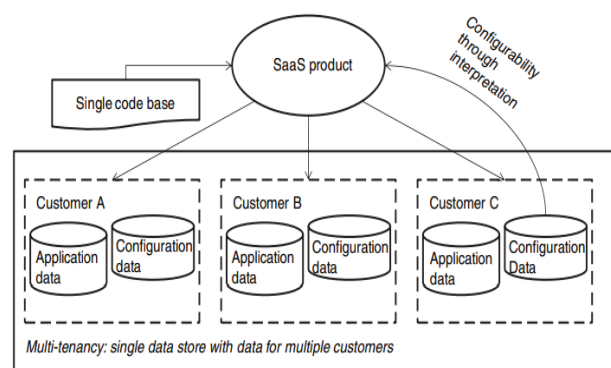 SaaS product
Configurability
through
interpretation
Single code base
Customer A
Application
data
Configuration
data
Customer B
Application
data
Configuration
data
Customer C
Application
data
Configuration
Data
Multi-tenancy: single data store with data for multiple customers